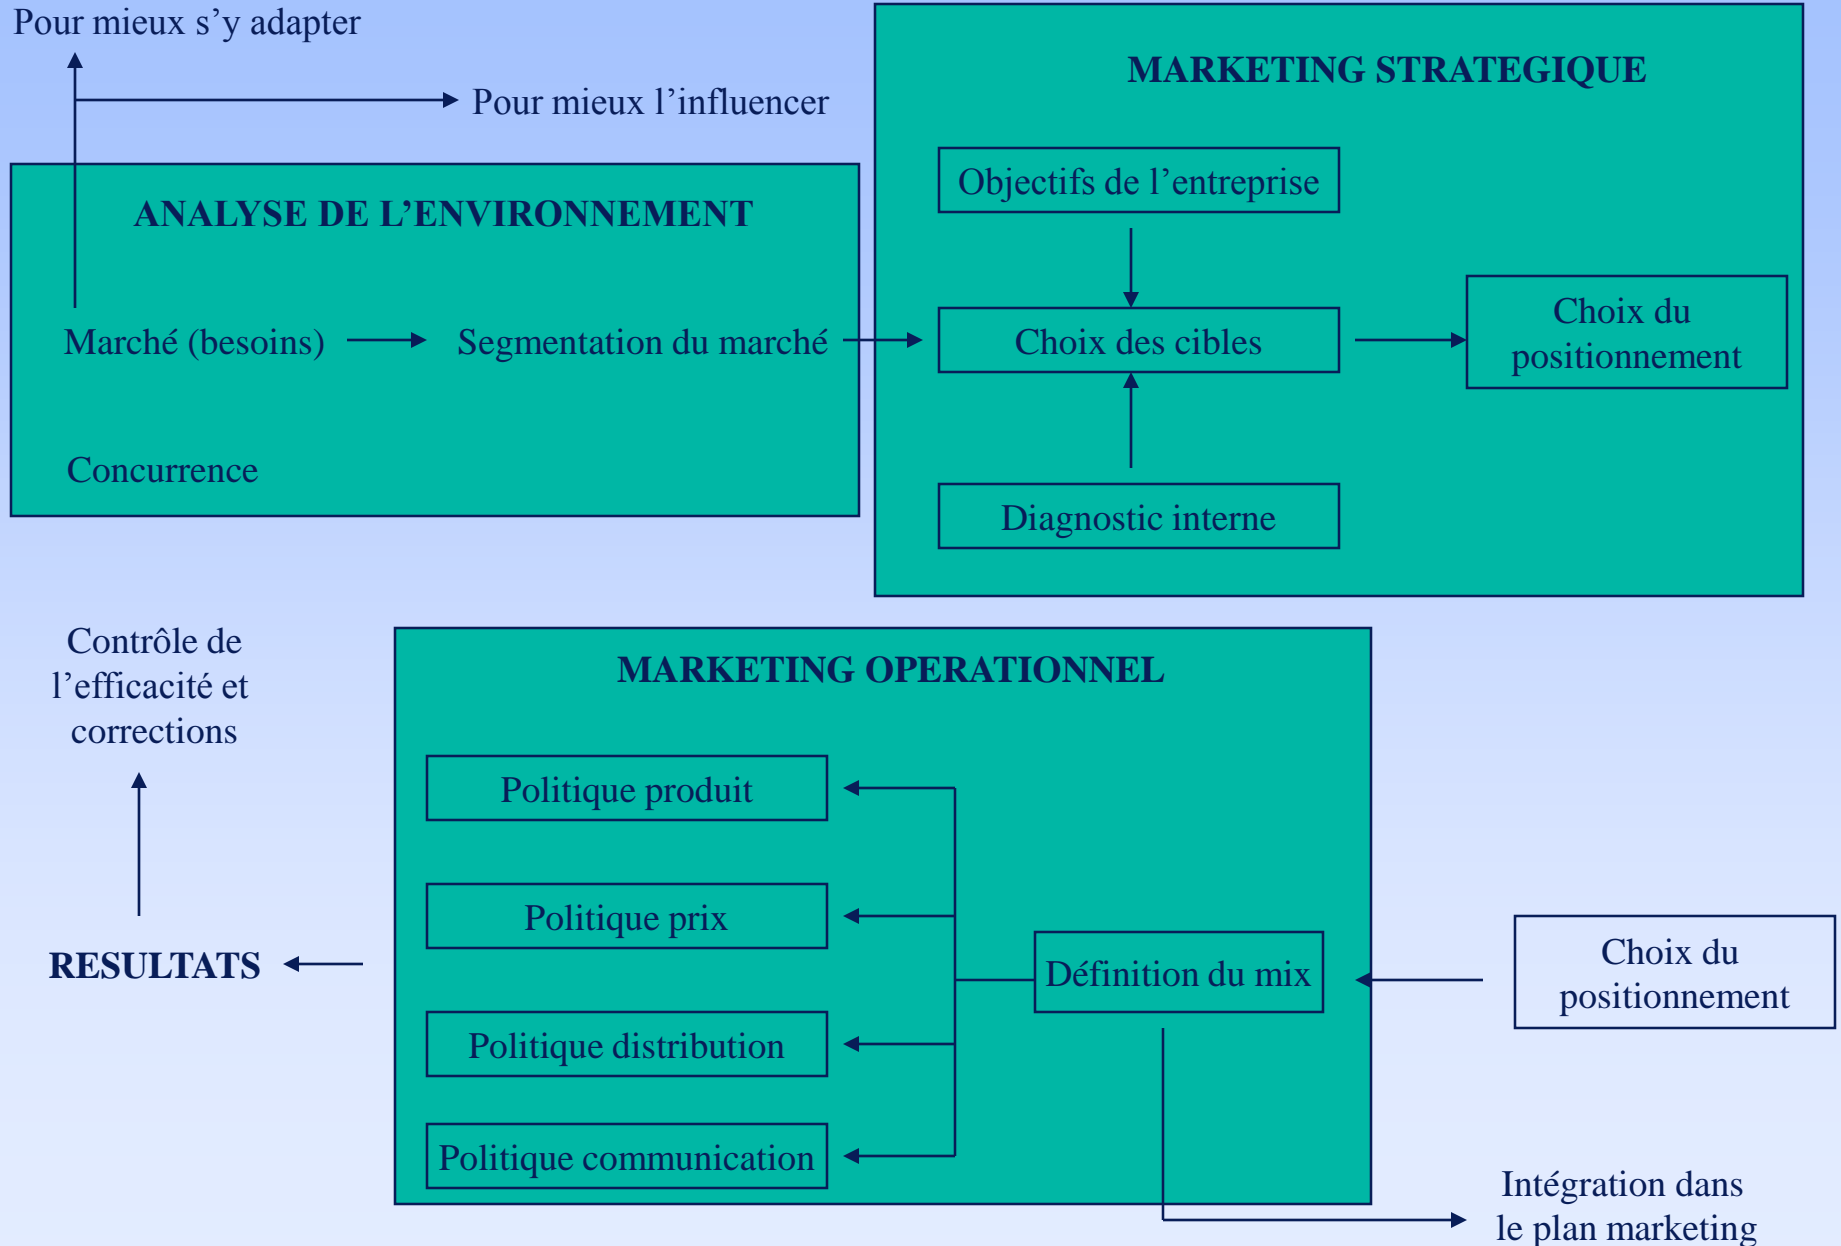 Pour mieux s’y adapter
Pour mieux l’influencer
ANALYSE DE L’ENVIRONNEMENT
Marché (besoins)
Segmentation du marché
Concurrence
MARKETING STRATEGIQUE
Objectifs de l’entreprise
Choix des cibles
Choix du
positionnement
Diagnostic interne
Contrôle de
l’efficacité et
corrections
RESULTATS
MARKETING OPERATIONNEL
Politique produit
Politique prix
Politique distribution
Politique communication
Définition du mix
Choix du
positionnement
Intégration dans
le plan marketing